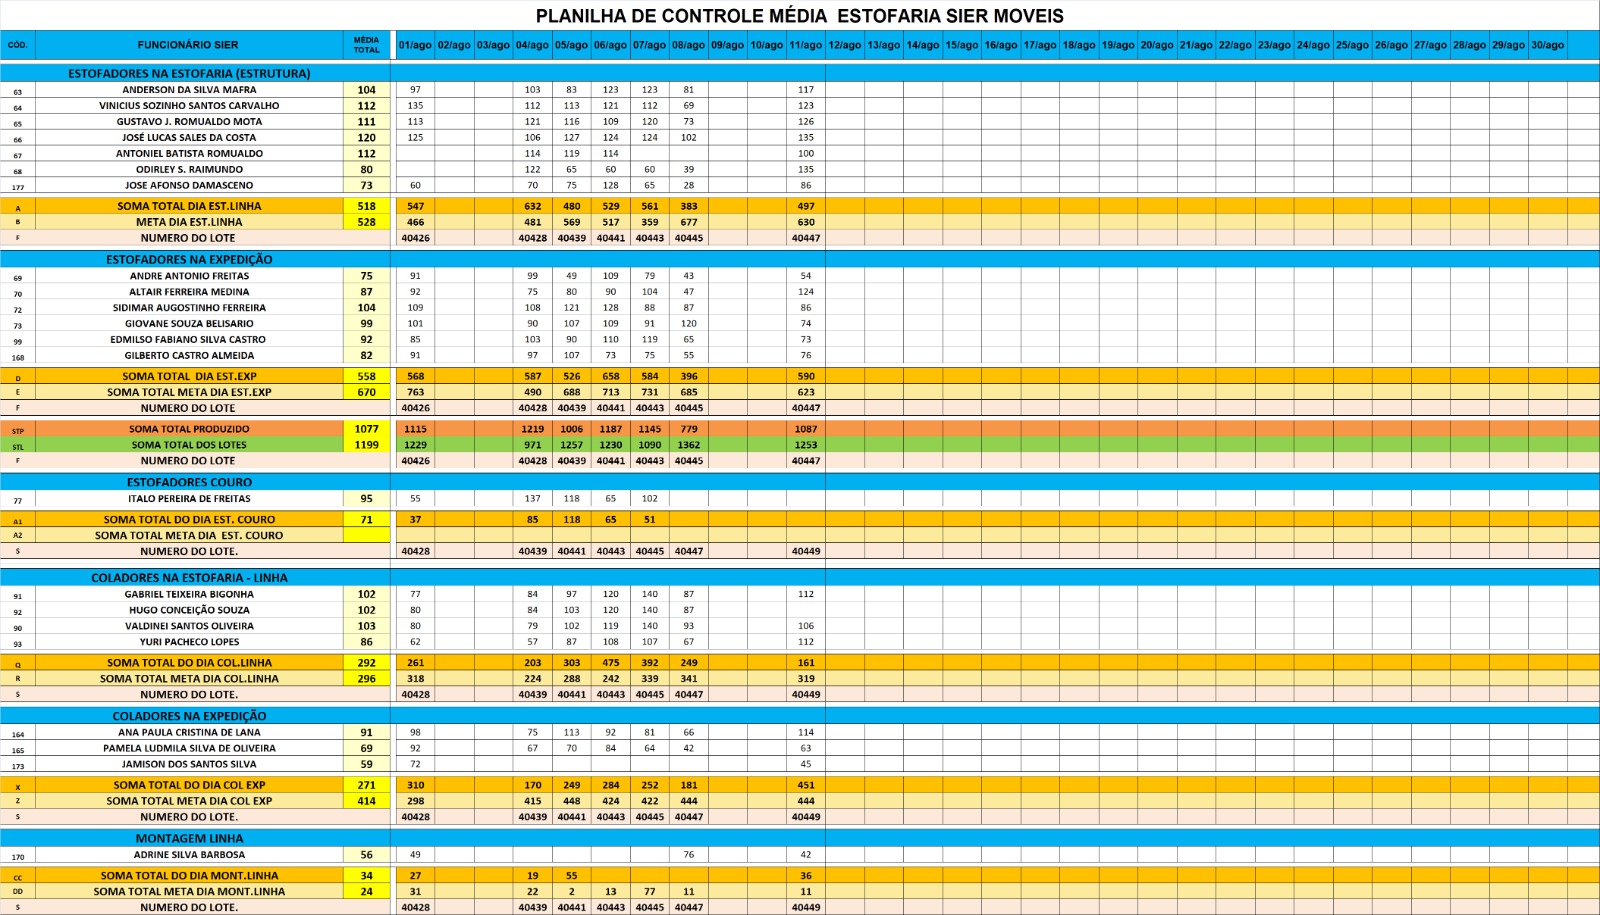 PLANILHA DE CONTROLE MÉDIA  ESTOFARIA SIER MOVEIS
CÓD. FUNCIONÁRIO SIER MÉDIA TOTAL 01/ago 02/ago 03/ago 04/ago 05/ago 06/ago 07/ago 08/ago 09/ago 10/ago 11/ago 12/ago 13/ago 14/ago 15/ago 16/ago 17/ago 18/ago 19/ago 20/ago 21/ago 22/ago 23/ago 24/ago 25/ago 26/ago 27/ago 28/ago 29/ago 30/ago
ESTOFADORES NA ESTOFARIA (ESTRUTURA)
63 ANDERSON DA SILVA MAFRA 104 97 103 83 123 123 81 117
64 VINICIUS SOZINHO SANTOS CARVALHO 112 135 112 113 121 112 69 123
65 GUSTAVO J. ROMUALDO MOTA 111 113 121 116 109 120 73 126
66 JOSÉ LUCAS SALES DA COSTA 120 125 106 127 124 124 102 135
67 ANTONIEL BATISTA ROMUALDO 112 114 119 114 100
68 ODIRLEY S. RAIMUNDO 80 122 65 60 60 39 135
177 JOSE AFONSO DAMASCENO 73 60 70 75 128 65 28 86
A SOMA TOTAL DIA EST.LINHA 518 547 632 480 529 561 383 497
B META DIA EST.LINHA 528 466 481 569 517 359 677 630
F NUMERO DO LOTE 40426 40428 40439 40441 40443 40445 40447
ESTOFADORES NA EXPEDIÇÃO
69 ANDRE ANTONIO FREITAS 75 91 99 49 109 79 43 54
70 ALTAIR FERREIRA MEDINA 87 92 75 80 90 104 47 124
72 SIDIMAR AUGOSTINHO FERREIRA 104 109 108 121 128 88 87 86
73 GIOVANE SOUZA BELISARIO 99 101 90 107 109 91 120 74
99 EDMILSO FABIANO SILVA CASTRO 92 85 103 90 110 119 65 73
168 GILBERTO CASTRO ALMEIDA 82 91 97 107 73 75 55 76
D SOMA TOTAL  DIA EST.EXP 558 568 587 526 658 584 396 590
E SOMA TOTAL META DIA EST.EXP 670 763 490 688 713 731 685 623
F NUMERO DO LOTE 40426 40428 40439 40441 40443 40445 40447
STP SOMA TOTAL PRODUZIDO 1077 1115 1219 1006 1187 1145 779 1087
STL SOMA TOTAL DOS LOTES 1199 1229 971 1257 1230 1090 1362 1253
F NUMERO DO LOTE 40426 40428 40439 40441 40443 40445 40447
ESTOFADORES COURO
77 ITALO PEREIRA DE FREITAS 95 55 137 118 65 102
A1 SOMA TOTAL DO DIA EST. COURO 71 37 85 118 65 51
A2 SOMA TOTAL META DIA  EST. COURO
S NUMERO DO LOTE. 40428 40439 40441 40443 40445 40447 40449
COLADORES NA ESTOFARIA - LINHA
91 GABRIEL TEIXEIRA BIGONHA 102 77 84 97 120 140 87 112
92 HUGO CONCEIÇÃO SOUZA 102 80 84 103 120 140 87
90 VALDINEI SANTOS OLIVEIRA 103 80 79 102 119 140 93 106
93 YURI PACHECO LOPES 86 62 57 87 108 107 67 112
Q SOMA TOTAL DO DIA COL.LINHA 292 261 203 303 475 392 249 161
R SOMA TOTAL META DIA COL.LINHA 296 318 224 288 242 339 341 319
S NUMERO DO LOTE. 40428 40439 40441 40443 40445 40447 40449
COLADORES NA EXPEDIÇÃO
164 ANA PAULA CRISTINA DE LANA 91 98 75 113 92 81 66 114
165 PAMELA LUDMILA SILVA DE OLIVEIRA 69 92 67 70 84 64 42 63
173 JAMISON DOS SANTOS SILVA 59 72 45
X SOMA TOTAL DO DIA COL EXP 271 310 170 249 284 252 181 451
Z SOMA TOTAL META DIA COL EXP 414 298 415 448 424 422 444 444
S NUMERO DO LOTE. 40428 40439 40441 40443 40445 40447 40449
MONTAGEM LINHA
170 ADRINE SILVA BARBOSA 56 49 76 42
CC SOMA TOTAL DO DIA MONT.LINHA 34 27 19 55 36
DD SOMA TOTAL META DIA MONT.LINHA 24 31 22 2 13 77 11 11
S NUMERO DO LOTE. 40428 40439 40441 40443 40445 40447 40449